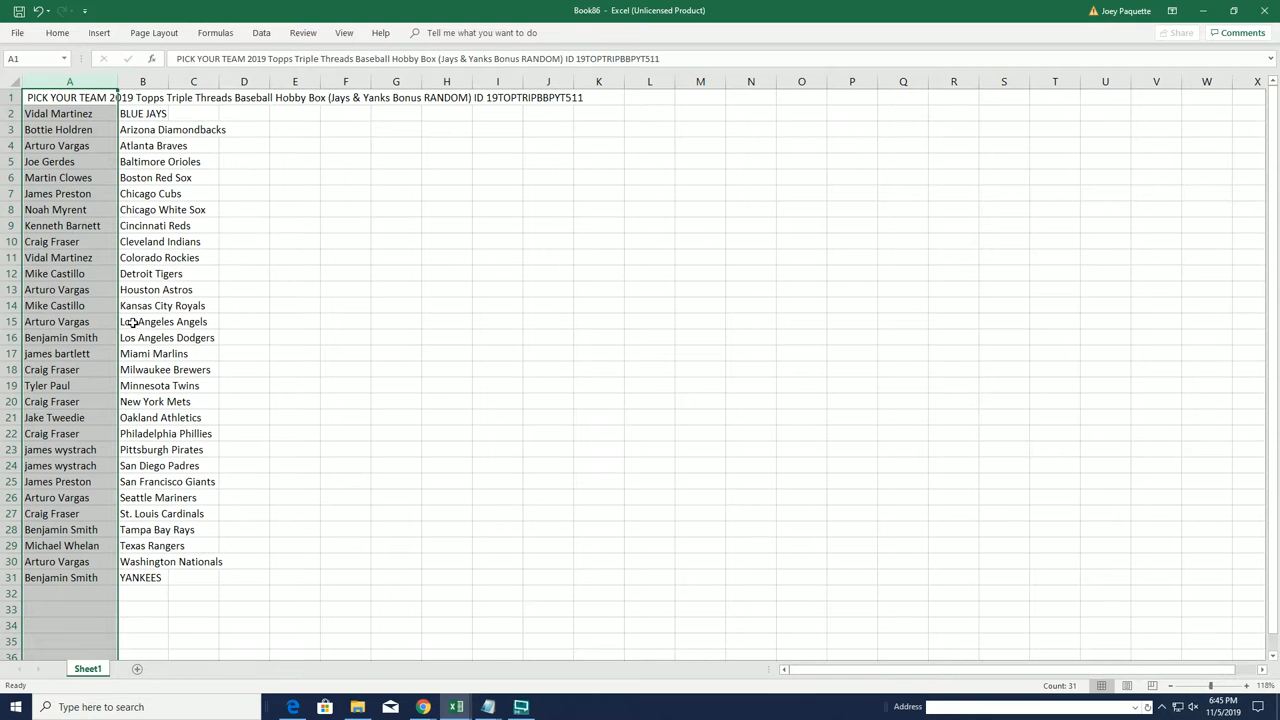 Book86 - Excel (Unlicensed Product)
Joey Paquette
File Home Insert Page Layout Formulas Data Review View Help Tell me what you want to do
Share Comments
A1 fx PICK YOUR TEAM 2019 Topps Triple Threads Baseball Hobby Box (Jays & Yanks Bonus RANDOM) ID 19TOPTRIPBBPYT511
A B C D E F G H I J K L M N O P Q R S T U V W X
1 PICK YOUR TEAM 2019 Topps Triple Threads Baseball Hobby Box (Jays & Yanks Bonus RANDOM) ID 19TOPTRIPBBPYT511
2 Vidal Martinez BLUE JAYS
3 Bottie Holdren Arizona Diamondbacks
4 Arturo Vargas Atlanta Braves
5 Joe Gerdes Baltimore Orioles
6 Martin Clowes Boston Red Sox
7 James Preston Chicago Cubs
8 Noah Myrent Chicago White Sox
9 Kenneth Barnett Cincinnati Reds
10 Craig Fraser Cleveland Indians
11 Vidal Martinez Colorado Rockies
12 Mike Castillo Detroit Tigers
13 Arturo Vargas Houston Astros
14 Mike Castillo Kansas City Royals
15 Arturo Vargas Los Angeles Angels
16 Benjamin Smith Los Angeles Dodgers
17 james bartlett Miami Marlins
18 Craig Fraser Milwaukee Brewers
19 Tyler Paul Minnesota Twins
20 Craig Fraser New York Mets
21 Jake Tweedie Oakland Athletics
22 Craig Fraser Philadelphia Phillies
23 james wystrach Pittsburgh Pirates
24 james wystrach San Diego Padres
25 James Preston San Francisco Giants
26 Arturo Vargas Seattle Mariners
27 Craig Fraser St. Louis Cardinals
28 Benjamin Smith Tampa Bay Rays
29 Michael Whelan Texas Rangers
30 Arturo Vargas Washington Nationals
31 Benjamin Smith YANKEES
32
33
34
35
36
Sheet1
Ready Count: 31 118%
Type here to search
Address
6:45 PM
11/5/2019